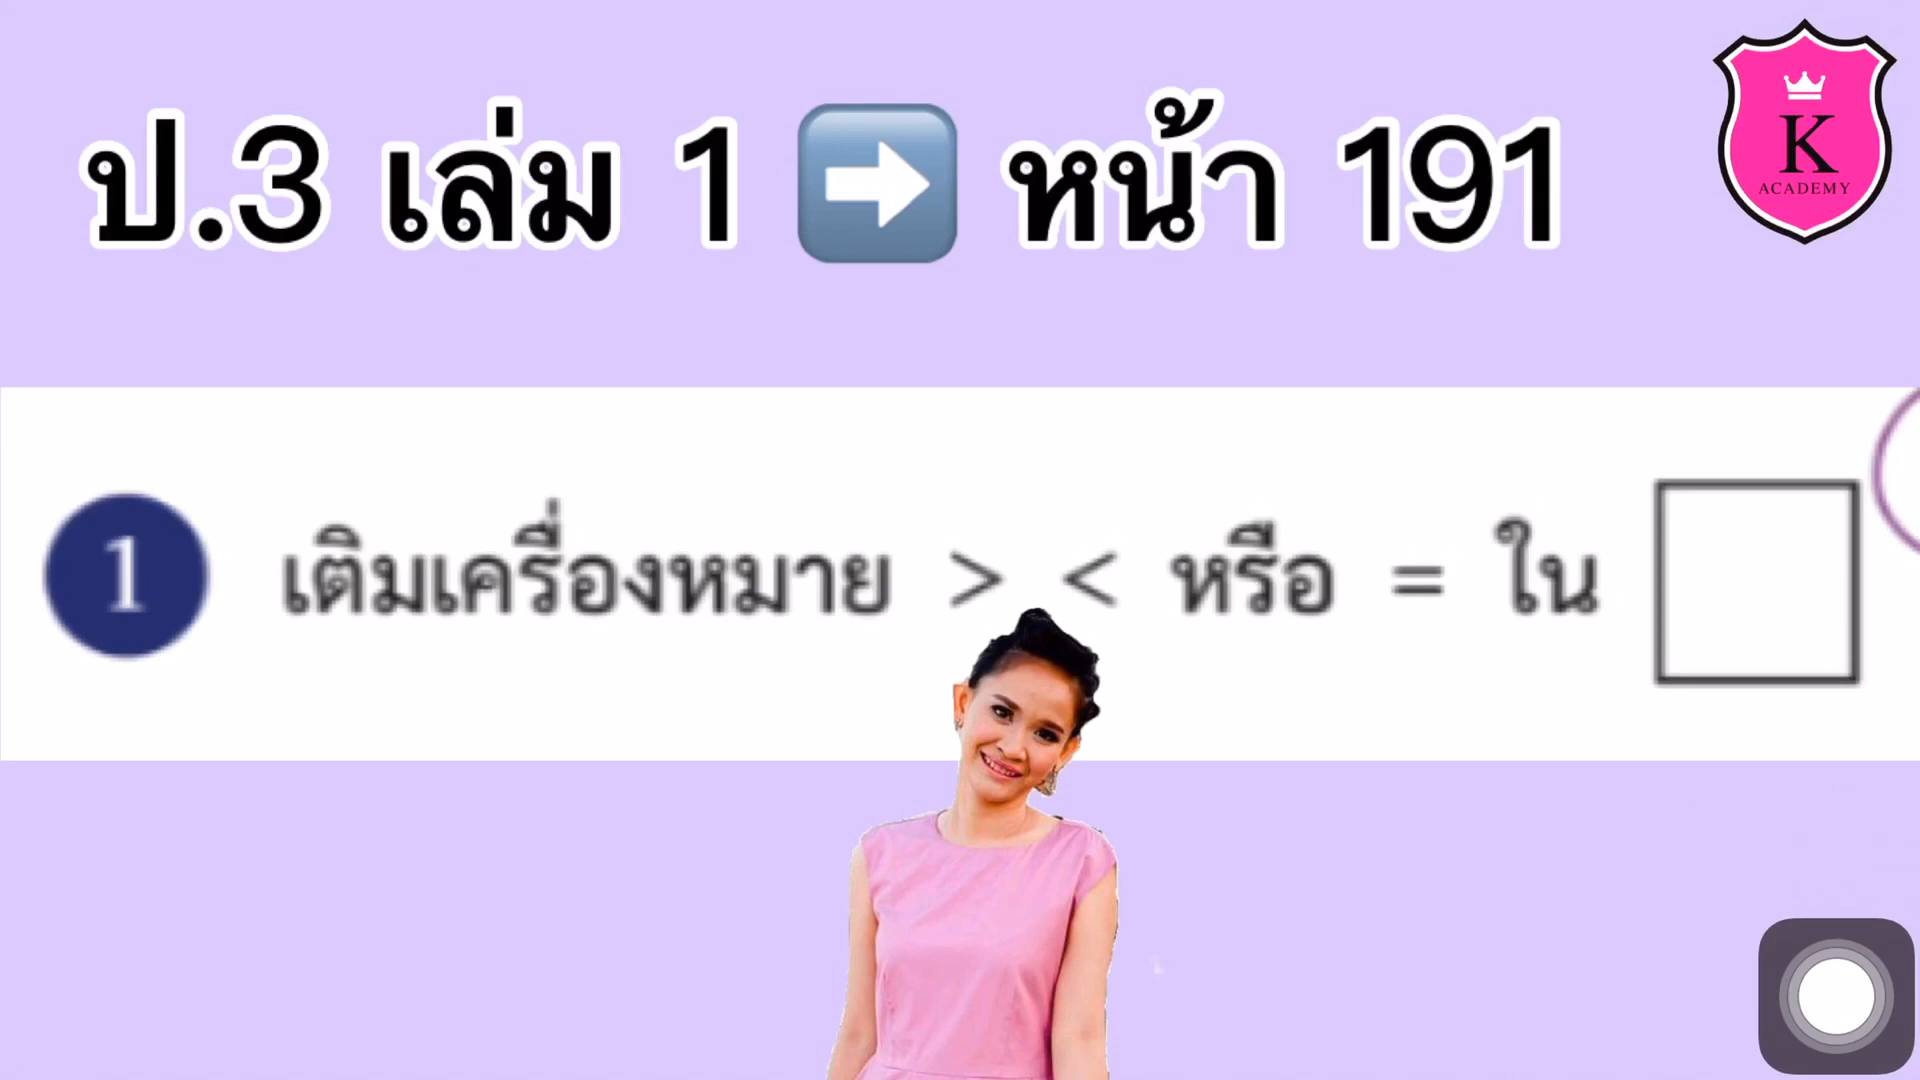 ป.3 เล่ม 1 ➡ หน้า 191
K
ACADEMY
1 เติมเครื่องหมาย > < หรือ = ใน